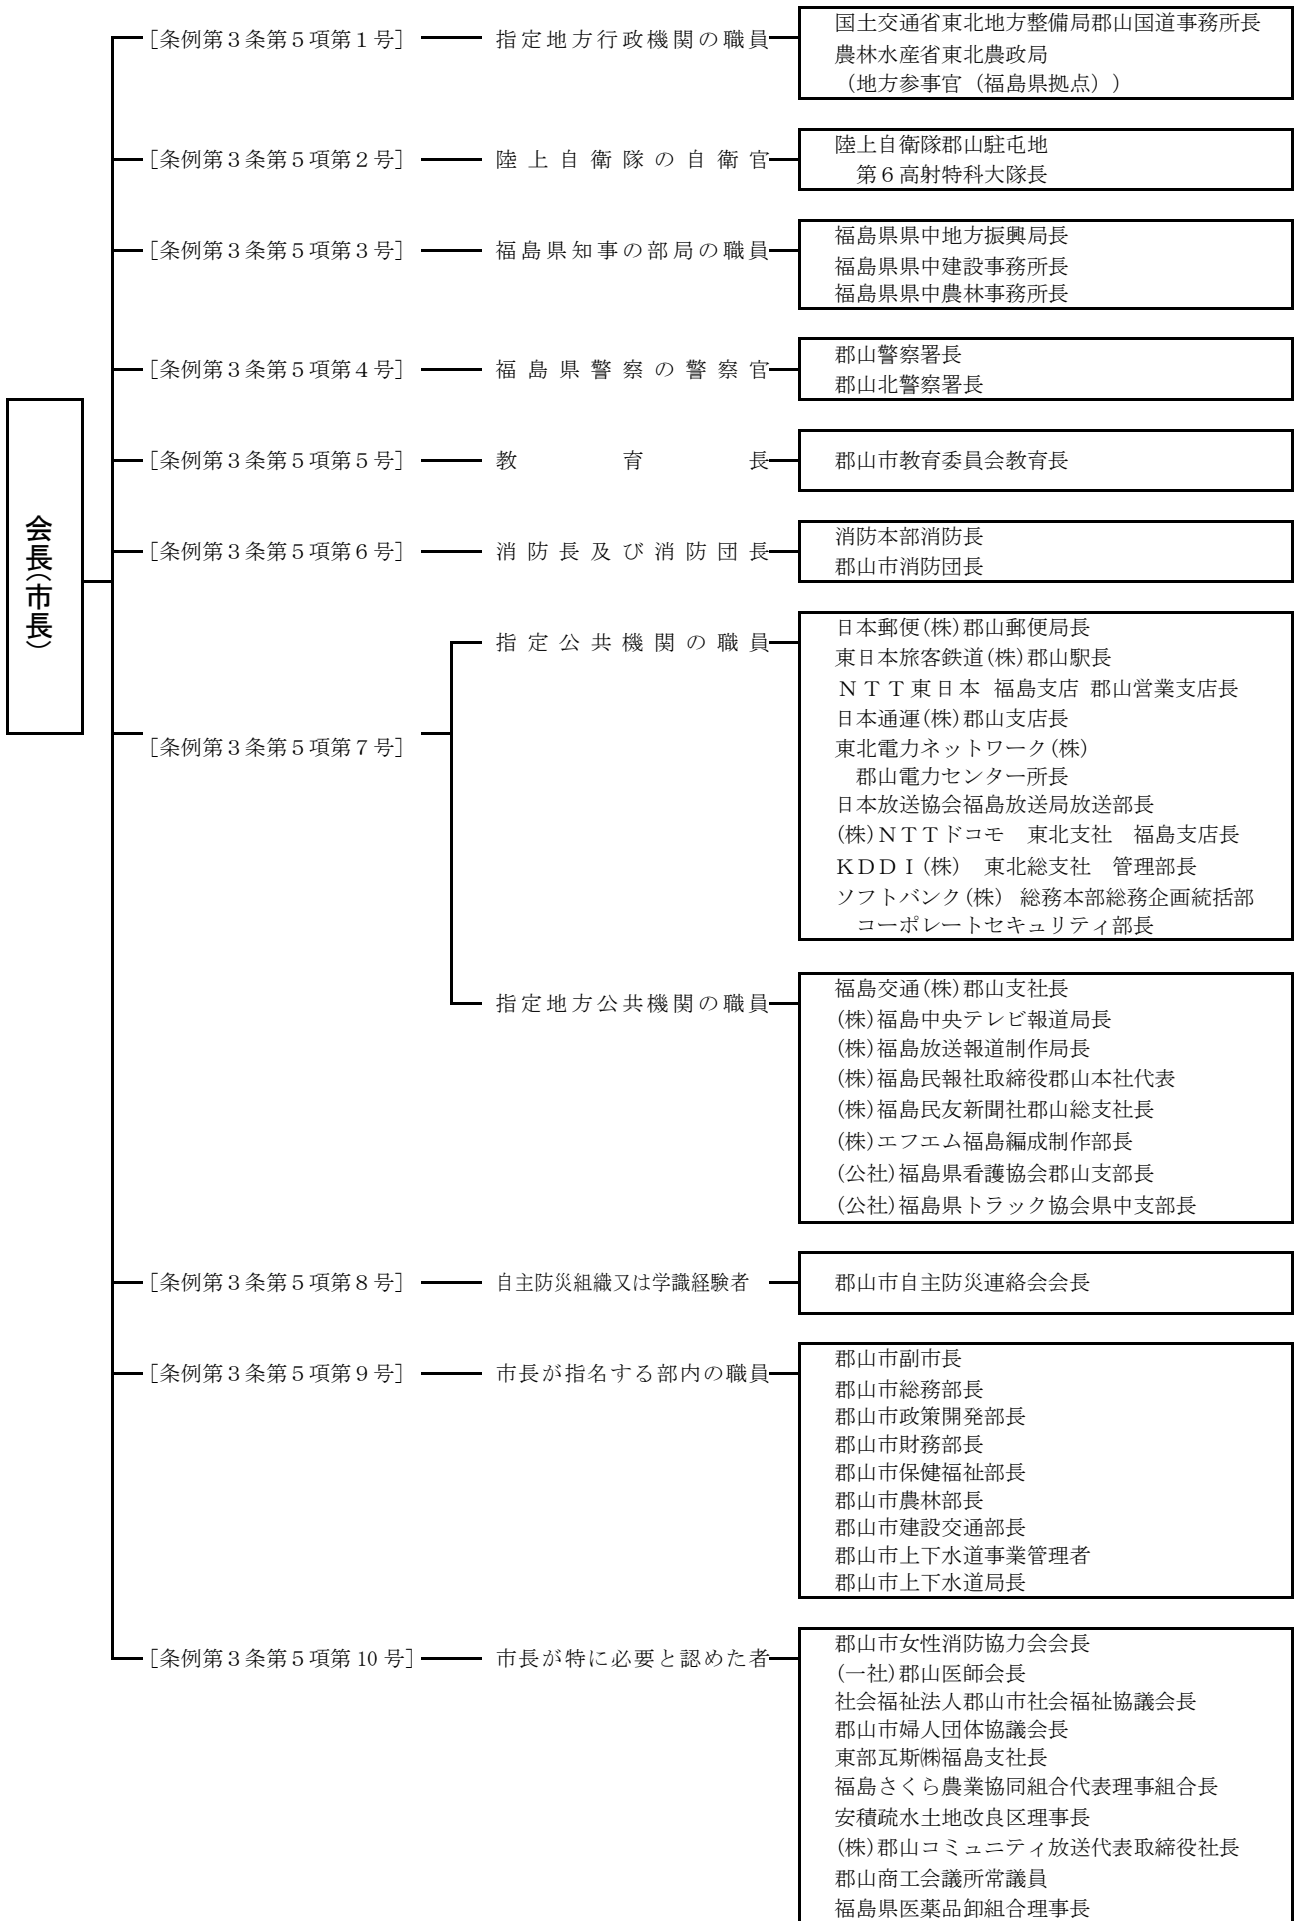 会長（市長）
［条例第３条第５項第１号］
指定地方行政機関の職員
国土交通省東北地方整備局郡山国道事務所長
農林水産省東北農政局
（地方参事官（福島県拠点））
［条例第３条第５項第２号］
陸上自衛隊の自衛官
陸上自衛隊郡山駐屯地
第６高射特科大隊長
［条例第３条第５項第３号］
福島県知事の部局の職員
福島県県中地方振興局長
福島県県中建設事務所長
福島県県中農林事務所長
［条例第３条第５項第４号］
福島県警察の警察官
郡山警察署長
郡山北警察署長
［条例第３条第５項第５号］
教育長
郡山市教育委員会教育長
［条例第３条第５項第６号］
消防長及び消防団長
消防本部消防長
郡山市消防団長
［条例第３条第５項第７号］
指定公共機関の職員
日本郵便(株)郡山郵便局長
東日本旅客鉄道(株)郡山駅長
ＮＴＴ東日本 福島支店 郡山営業支店長
日本通運(株)郡山支店長
東北電力ネットワーク(株)
郡山電力センター所長
日本放送協会福島放送局放送部長
(株)ＮＴＴドコモ　東北支社　福島支店長
ＫＤＤＩ(株)　東北総支社　管理部長
ソフトバンク(株) 総務本部総務企画統括部
コーポレートセキュリティ部長
指定地方公共機関の職員
福島交通(株)郡山支社長
(株)福島中央テレビ報道局長
(株)福島放送報道制作局長
(株)福島民報社取締役郡山本社代表
(株)福島民友新聞社郡山総支社長
(株)エフエム福島編成制作部長
(公社)福島県看護協会郡山支部長
(公社)福島県トラック協会県中支部長
［条例第３条第５項第８号］
自主防災組織又は学識経験者
郡山市自主防災連絡会会長
［条例第３条第５項第９号］
市長が指名する部内の職員
郡山市副市長
郡山市総務部長
郡山市政策開発部長
郡山市財務部長
郡山市保健福祉部長
郡山市農林部長
郡山市建設交通部長
郡山市上下水道事業管理者
郡山市上下水道局長
［条例第３条第５項第 10 号］
市長が特に必要と認めた者
郡山市女性消防協力会会長
(一社)郡山医師会長
社会福祉法人郡山市社会福祉協議会長
郡山市婦人団体協議会長
東部瓦斯㈱福島支社長
福島さくら農業協同組合代表理事組合長
安積疏水土地改良区理事長
(株)郡山コミュニティ放送代表取締役社長
郡山商工会議所常議員
福島県医薬品卸組合理事長